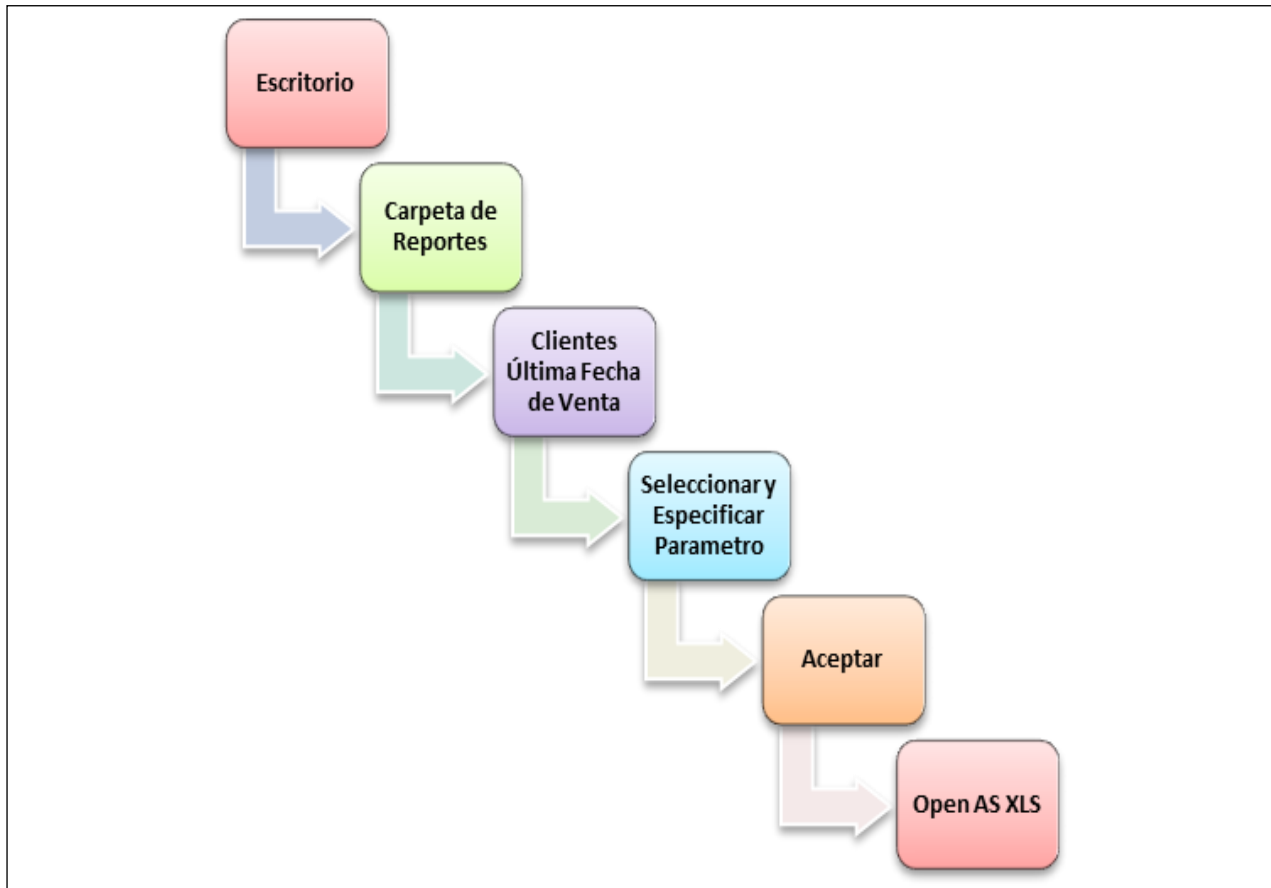 Escritorio
Carpeta de
Reportes
Clientes
Última Fecha
de Venta
Seleccionar y
Especificar
Parametro
Aceptar
Open AS XLS